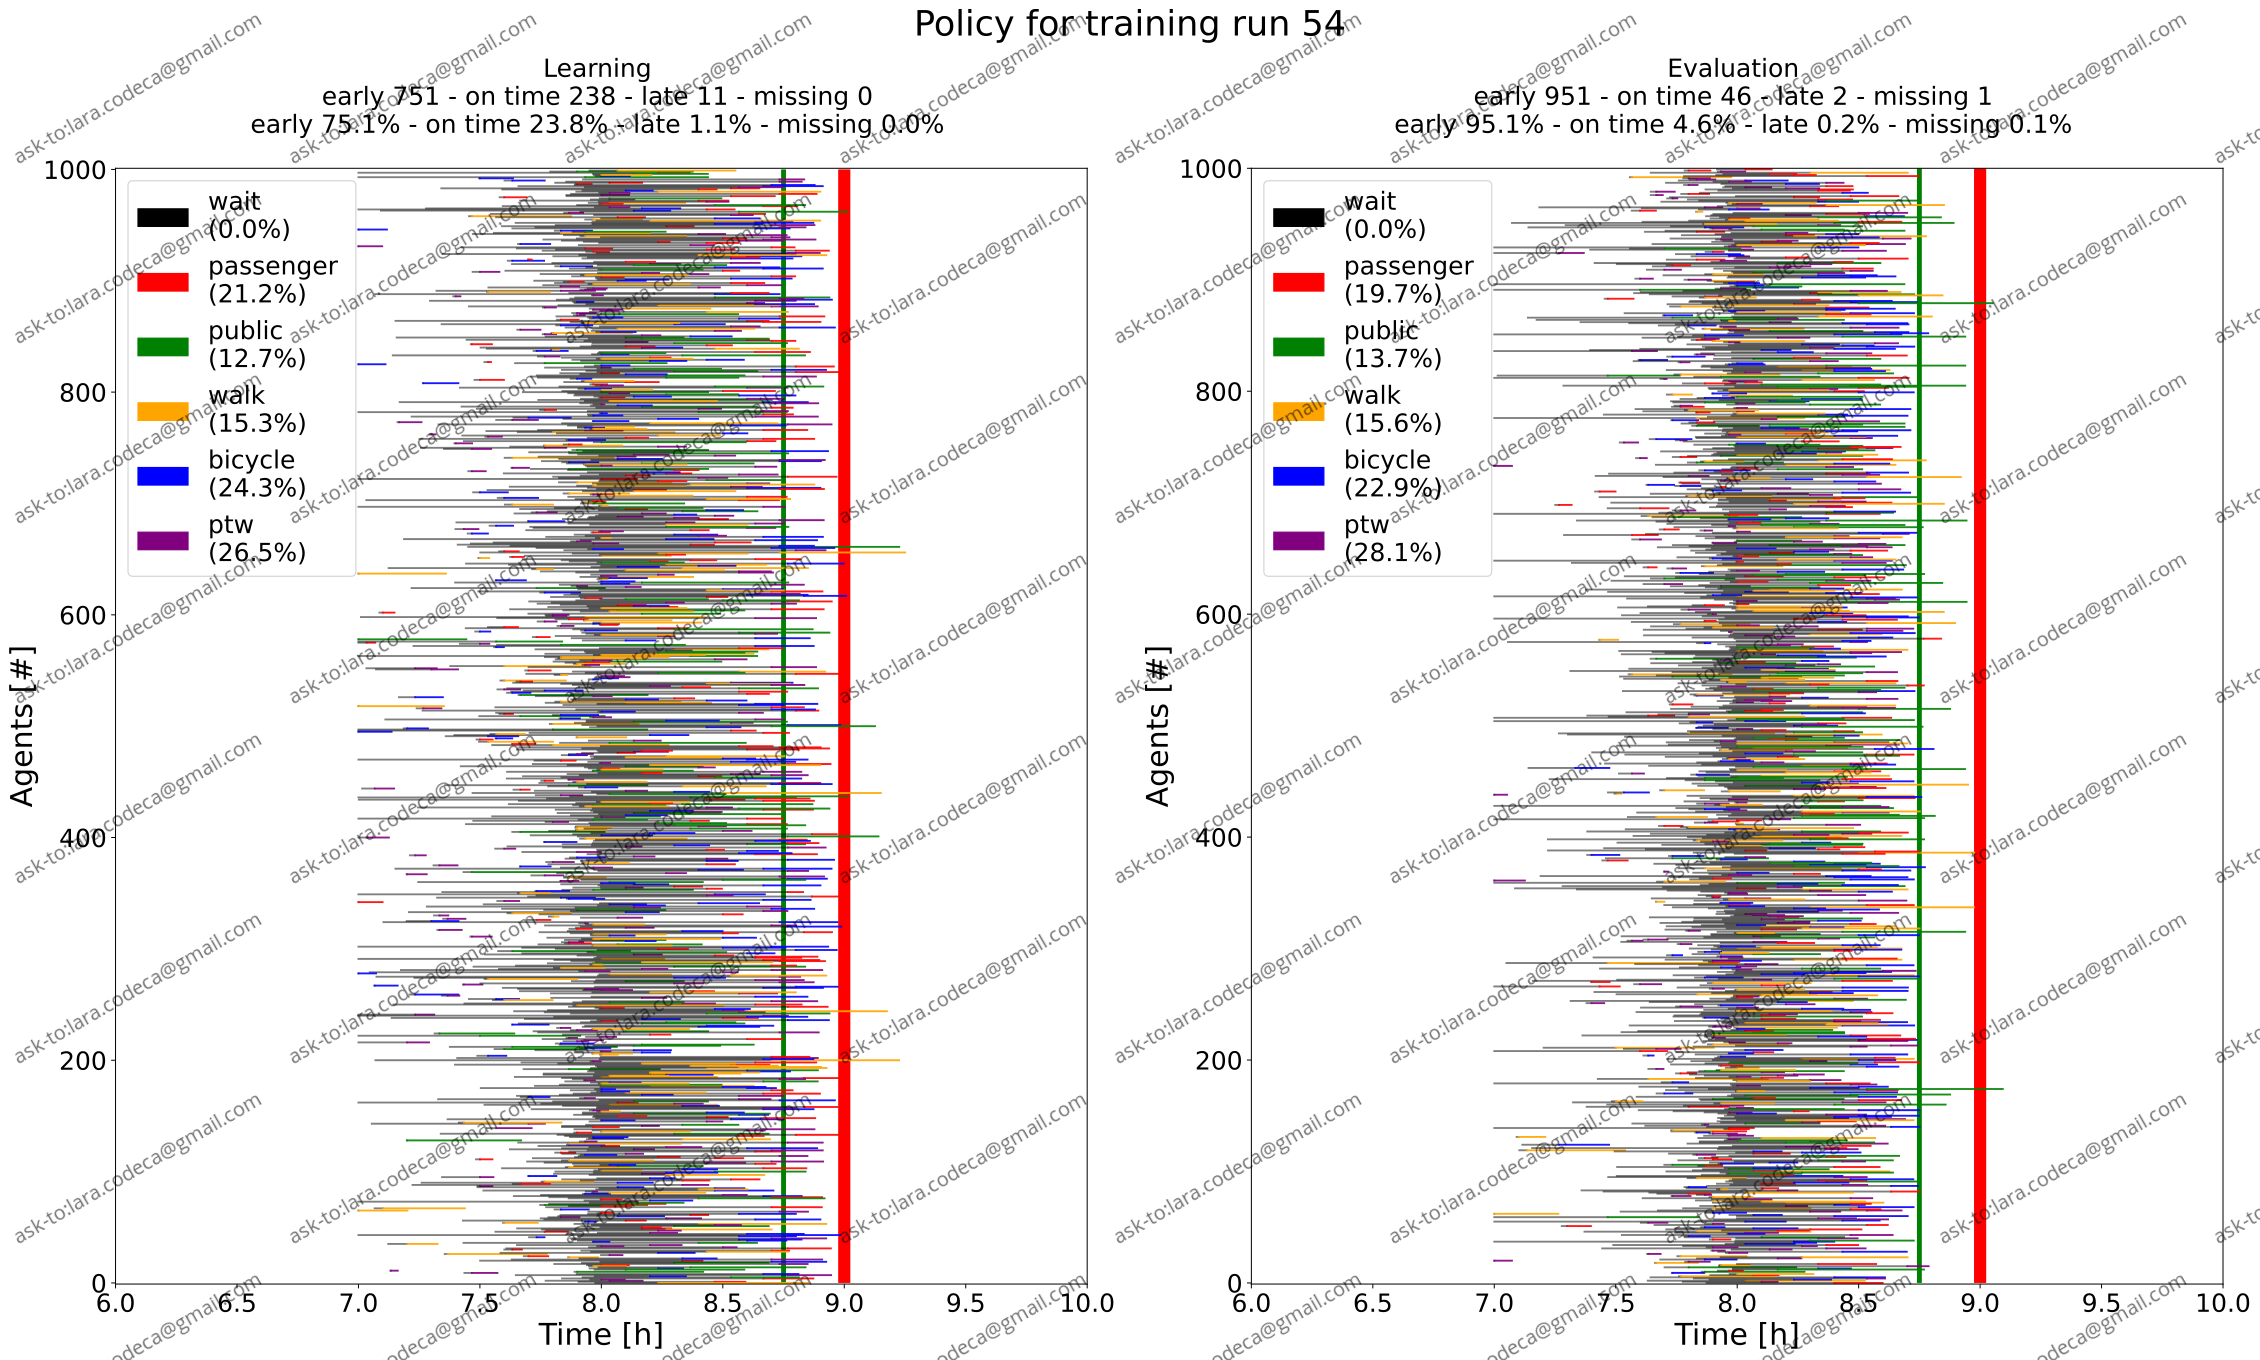 Policy for training run 54
Learning
early 751 - on time 238 - late 11 - missing 0
early 75.1% - on time 23.8% - late 1.1% - missing 0.0%
1000
800
600
400
200
0
Agents [#]
wait
(0.0%)
passenger
(21.2%)
public
(12.7%)
walk
(15.3%)
bicycle
(24.3%)
ptw
(26.5%)
6.0 6.5 7.0 7.5 8.0 8.5 9.0 9.5 10.0
Time [h]
Evaluation
early 951 - on time 46 - late 2 - missing 1
early 95.1% - on time 4.6% - late 0.2% - missing 0.1%
1000
800
600
400
200
0
Agents [#]
wait
(0.0%)
passenger
(19.7%)
public
(13.7%)
walk
(15.6%)
bicycle
(22.9%)
ptw
(28.1%)
6.0 6.5 7.0 7.5 8.0 8.5 9.0 9.5 10.0
Time [h]
ask-to:lara.codeca@gmail.com